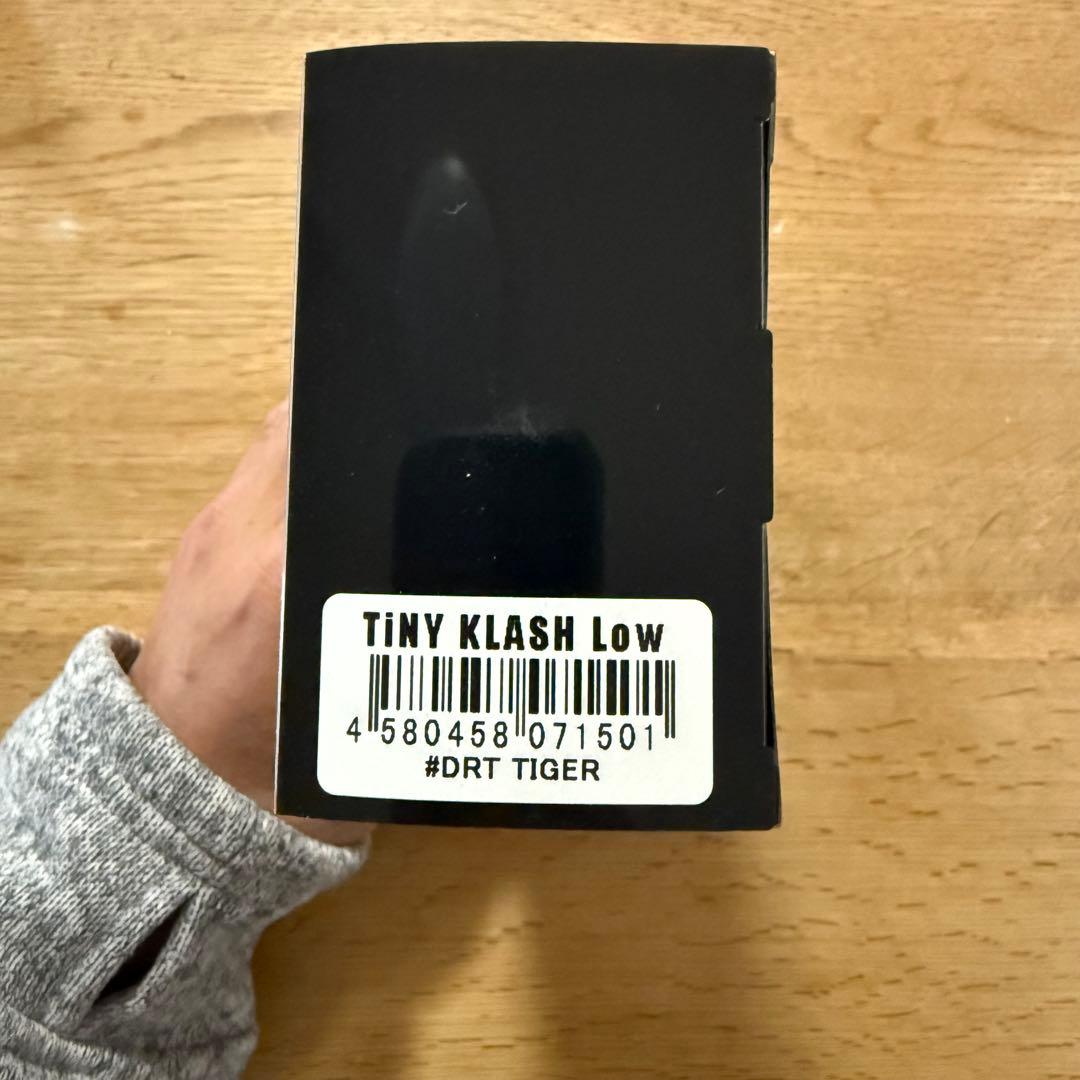 TiNY KLASH Low
4 580458 071501
#DRT TIGER